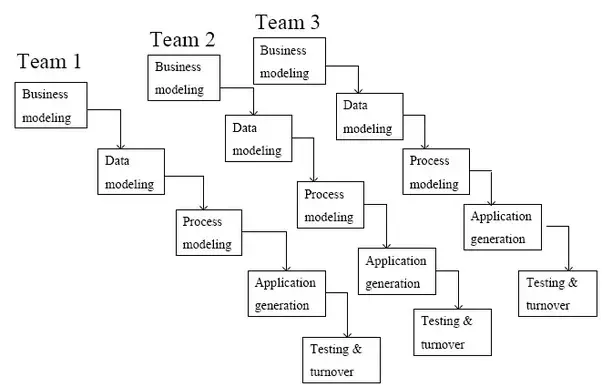 Team 1
Business
modeling
Data
modeling
Process
modeling
Application
generation
Testing &
turnover
Team 2
Business
modeling
Data
modeling
Process
modeling
Application
generation
Testing &
turnover
Team 3
Business
modeling
Data
modeling
Process
modeling
Application
generation
Testing &
turnover